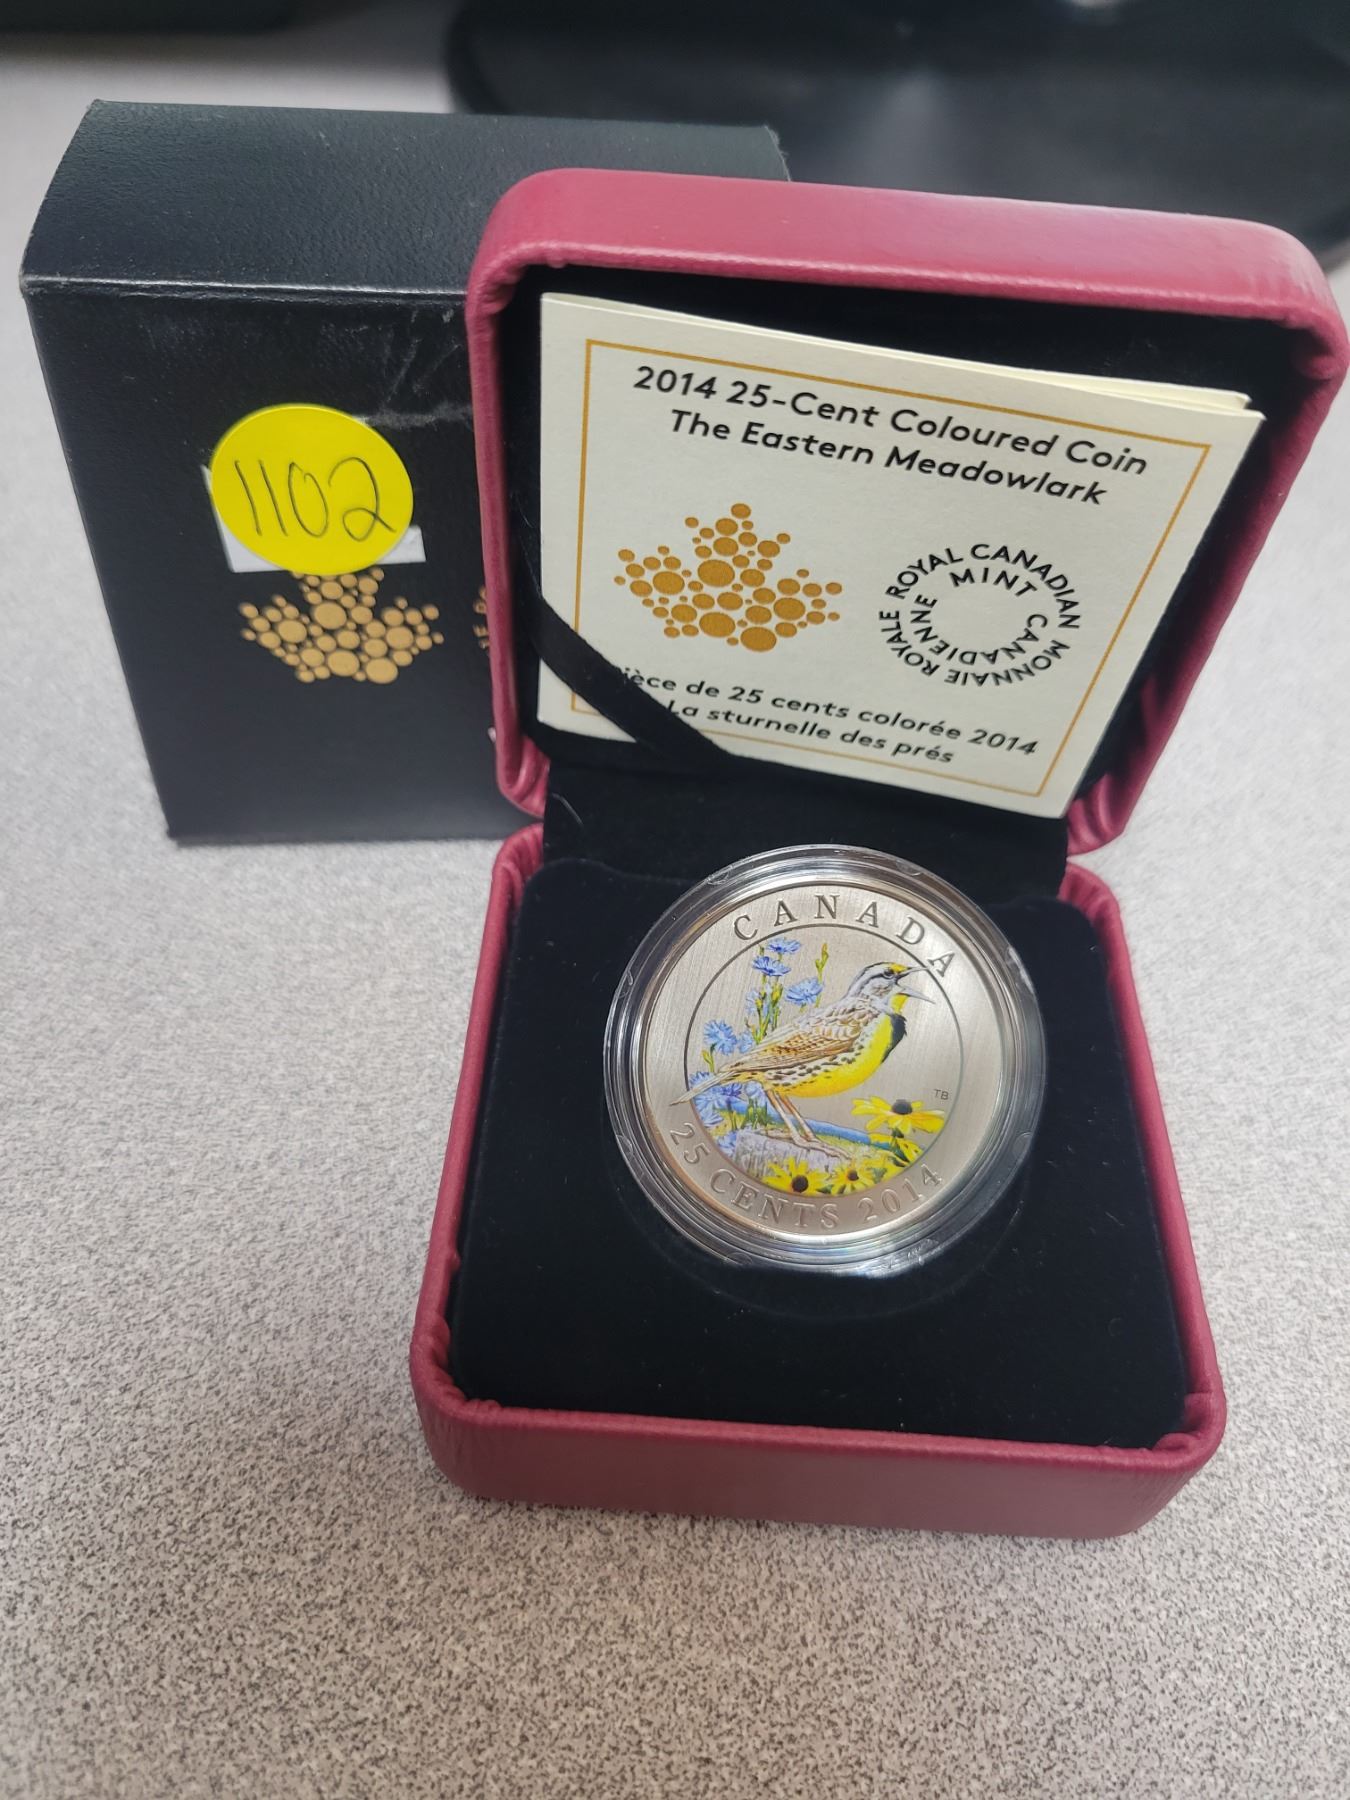 1102
2014 25-Cent Coloured Coin
The Eastern Meadowlark
ROYAL CANADIAN MINT
MONNAIE ROYALE CANADIENNE
de 25 cents colorée 2014
La sturnelle des prés
CANADA
TB
25 CENTS 2014